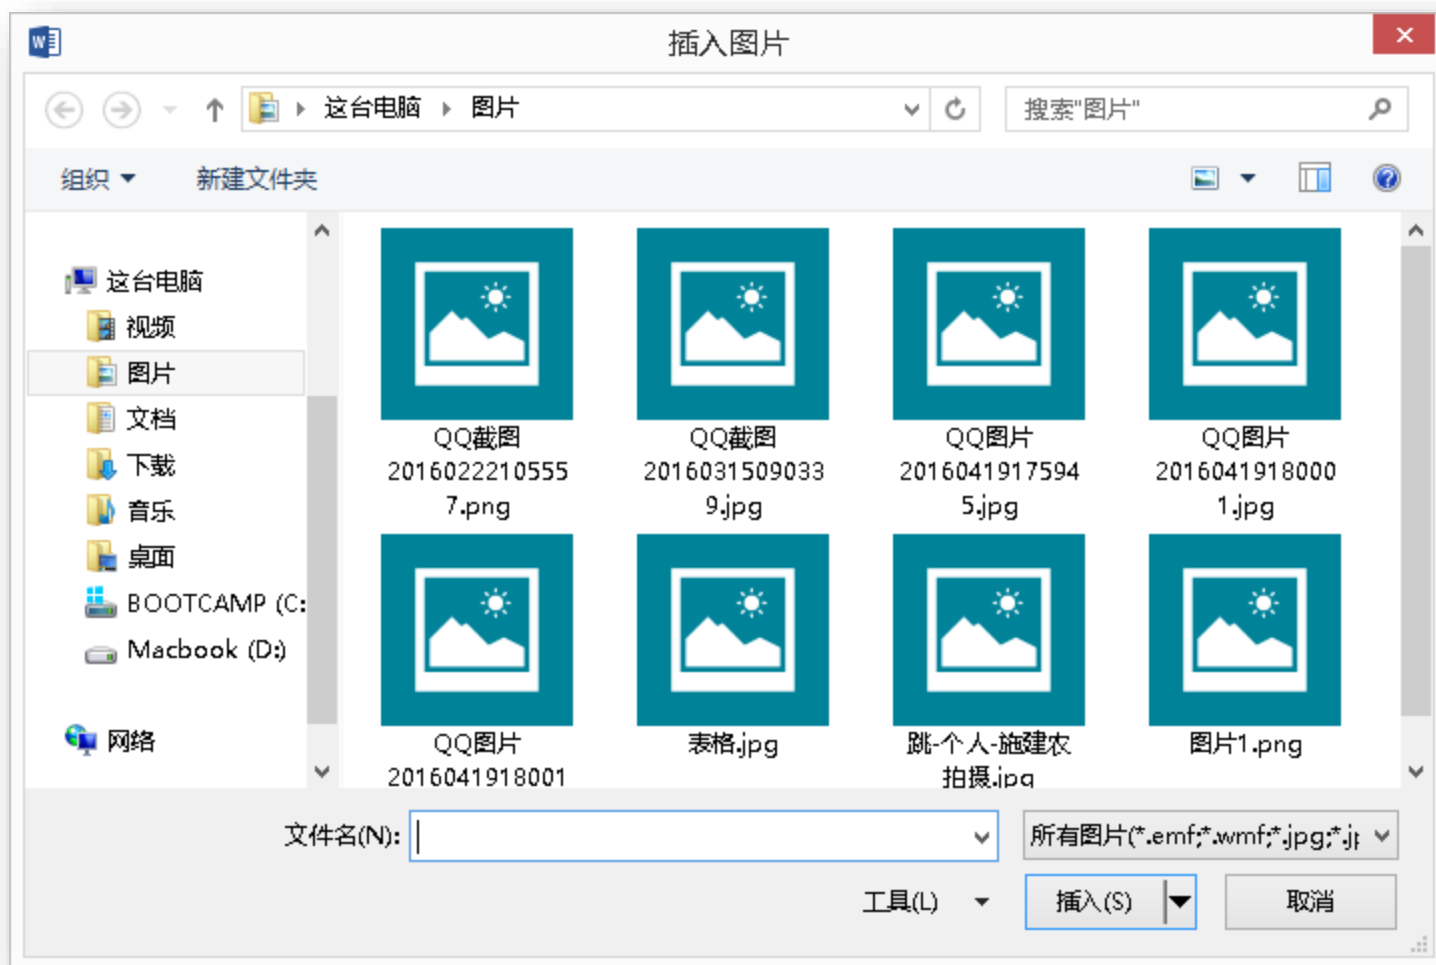 插入图片
这台电脑 图片
搜索"图片"
组织 新建文件夹
这台电脑
视频
图片
文档
下载
音乐
桌面
BOOTCAMP (C:
Macbook (D:)
网络
QQ截图
2016022210555
7.png
QQ截图
2016031509033
9.jpg
QQ图片
2016041917594
5.jpg
QQ图片
2016041918000
1.jpg
QQ图片
2016041918001
表格.jpg
跳-个人-施建农
拍摄.jpg
图片1.png
文件名(N):
所有图片(*.emf;*.wmf;*.jpg;*.j
工具(L) 插入(S) 取消